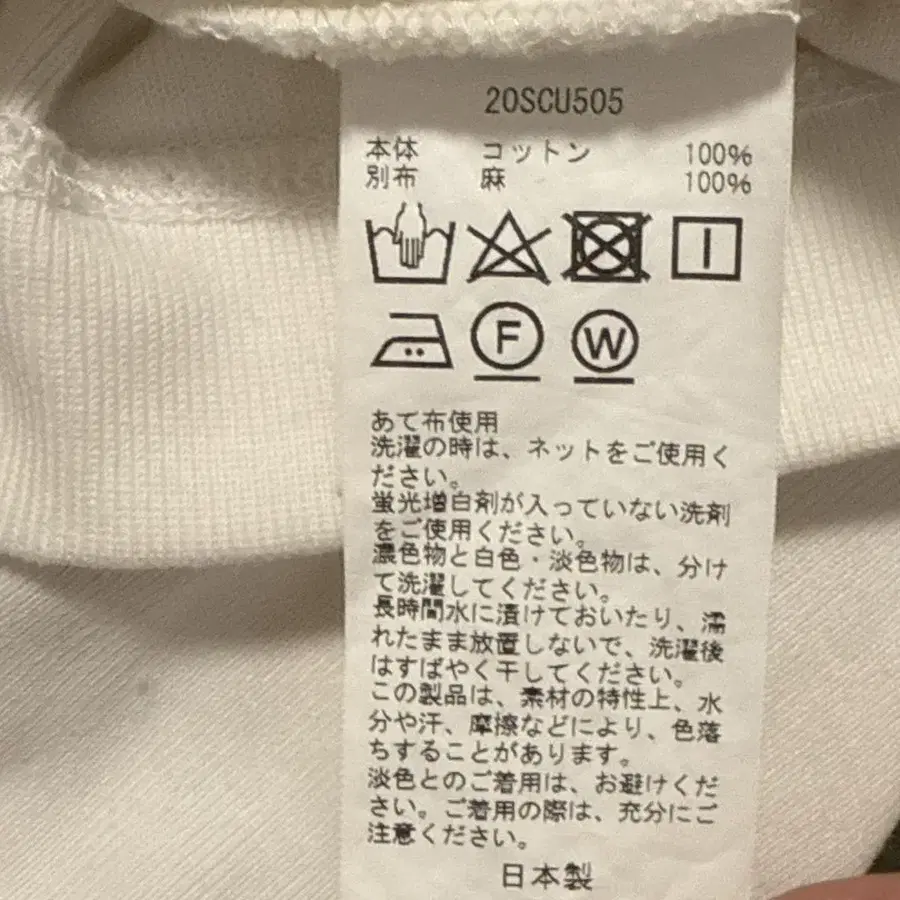 20SCU505
本体 コットン 100%
別布 麻 100%
F W
あて布使用
洗濯の時は、ネットをご使用く
ださい。
蛍光増白剤が入っていない洗剤
をご使用ください。
濃色物と白色・淡色物は、分け
て洗濯してください。
長時間水に漬けておいたり、濡
れたまま放置しないで、洗濯後
はすばやく干してください。
この製品は、素材の特性上、水
分や汗、摩擦などにより、色落
ちすることがあります。
淡色とのご着用は、お避けくだ
さい。ご着用の際は、充分にご
注意ください。
日本製